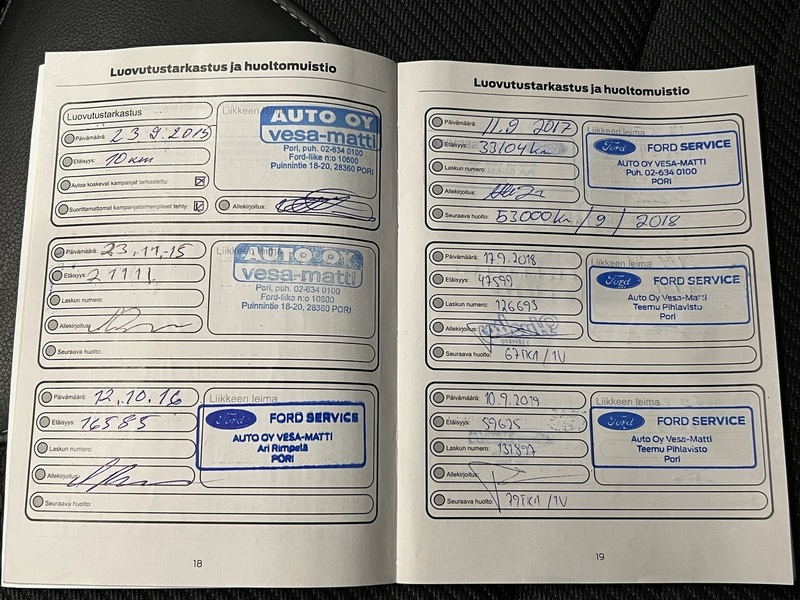 Luovutustarkastus ja huoltomuistio
Luovutustarkastus
Päivämäärä: 23 9.2015
Etäisyys: 10 km
Autoa koskevat kampanjat tarkastettu:
Suorittamattomat kampanjatoimenpiteet tehty:
Liikkeen leima
AUTO OY
vesa-matti
Pori, puh. 02-634 0100
Ford-liike n:o 10600
Puinnintie 18-20, 28360 PORI
Allekirjoitus:
Päivämäärä: 23.11.15
Etäisyys: 21111
Laskun numero:
Allekirjoitus:
Seuraava huolto:
Liikkeen leima
AUTO OY
vesa-matti
Pori, puh. 02-634 0100
Ford-liike n:o 10600
Puinnintie 18-20, 28360 PORI
Päivämäärä: 12.10.16
Etäisyys: 16585
Laskun numero:
Allekirjoitus:
Seuraava huolto:
Liikkeen leima
Ford FORD SERVICE
AUTO OY VESA-MATTI
Ari Rimpelä
PORI
18
Luovutustarkastus ja huoltomuistio
Päivämäärä: 11.9 2017
Etäisyys: 33104 km
Laskun numero:
Allekirjoitus:
Seuraava huolto: 53000 km / 9 / 2018
Liikkeen leima
Ford FORD SERVICE
AUTO OY VESA-MATTI
Puh. 02-634 0100
PORI
Päivämäärä: 17.9.2018
Etäisyys: 47599
Laskun numero: 126693
Allekirjoitus:
Seuraava huolto: 67TKM /1V
Liikkeen leima
Ford FORD SERVICE
Auto Oy Vesa-Matti
Teemu Pihlavisto
Pori
Päivämäärä: 10.9.2019
Etäisyys: 59625
Laskun numero: 131897
Allekirjoitus:
Seuraava huolto: 79TKM /1V
Liikkeen leima
Ford FORD SERVICE
Auto Oy Vesa-Matti
Teemu Pihlavisto
Pori
19